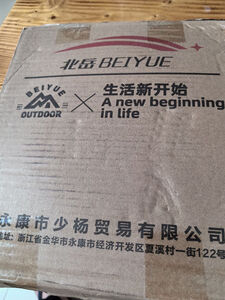 北岳 BEIYUE
BEIYUE
OUTDOOR
×
生活新开始
A new beginning
in life
永康市少杨贸易有限公司
地址:浙江省金华市永康市经济开发区夏溪村一街122号